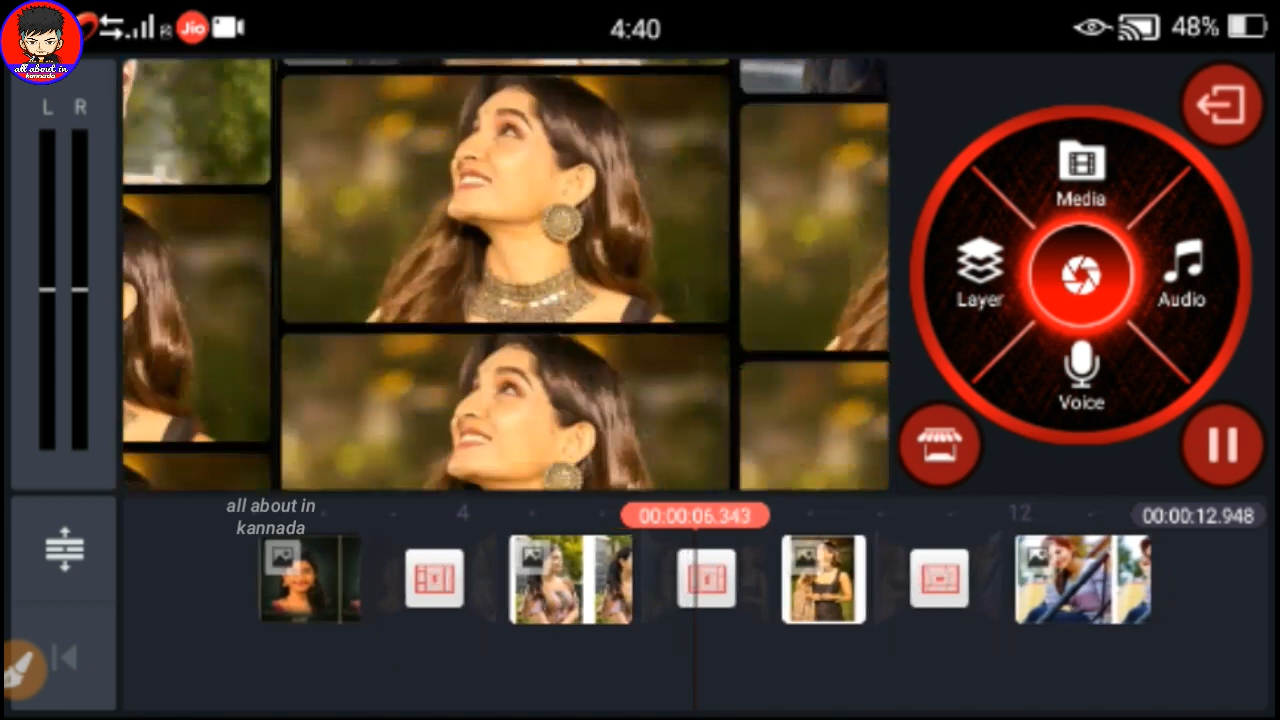 Jio
4:40
48%
all about in
kannada
L R
Media
Layer
Audio
Voice
all about in
kannada
4
00:00:06.343
12
00:00:12.948